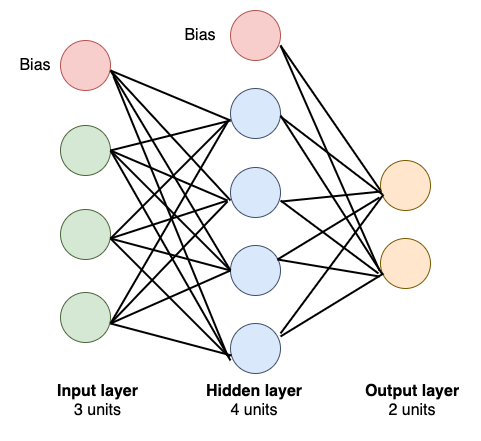 Bias
Bias
Input layer
3 units
Hidden layer
4 units
Output layer
2 units